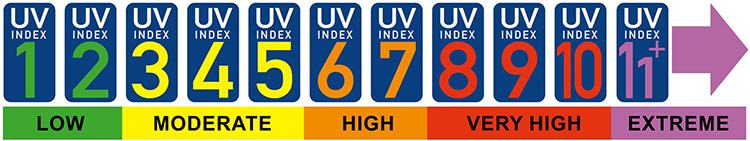 UV INDEX 1
UV INDEX 2
UV INDEX 3
UV INDEX 4
UV INDEX 5
UV INDEX 6
UV INDEX 7
UV INDEX 8
UV INDEX 9
UV INDEX 10
UV INDEX 11+
LOW
MODERATE
HIGH
VERY HIGH
EXTREME